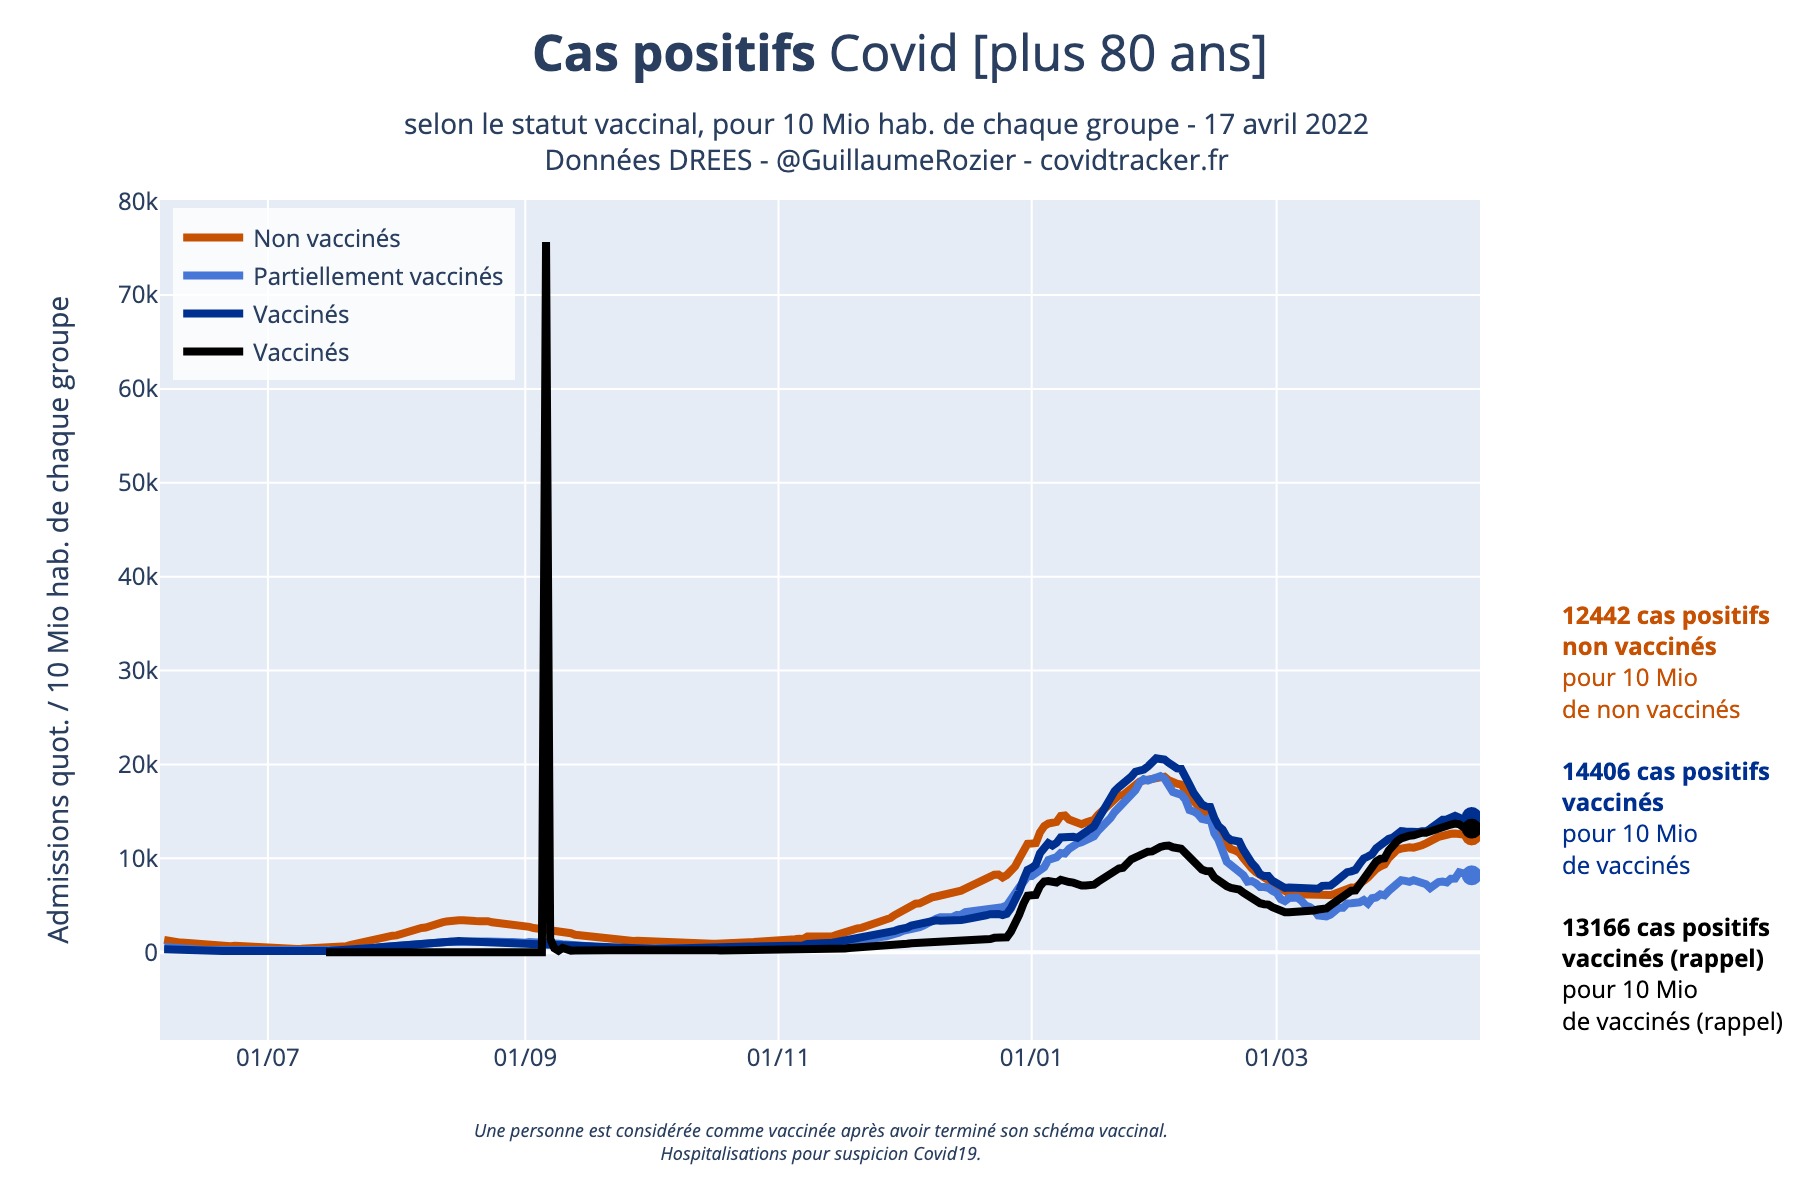 Cas positifs Covid [plus 80 ans]
selon le statut vaccinal, pour 10 Mio hab. de chaque groupe - 17 avril 2022
Données DREES - @GuillaumeRozier - covidtracker.fr
Admissions quot. / 10 Mio hab. de chaque groupe
80k
70k
60k
50k
40k
30k
20k
10k
0
Non vaccinés
Partiellement vaccinés
Vaccinés
Vaccinés
01/07
01/09
01/11
01/01
01/03
12442 cas positifs
non vaccinés
pour 10 Mio
de non vaccinés
14406 cas positifs
vaccinés
pour 10 Mio
de vaccinés
13166 cas positifs
vaccinés (rappel)
pour 10 Mio
de vaccinés (rappel)
Une personne est considérée comme vaccinée après avoir terminé son schéma vaccinal.
Hospitalisations pour suspicion Covid19.